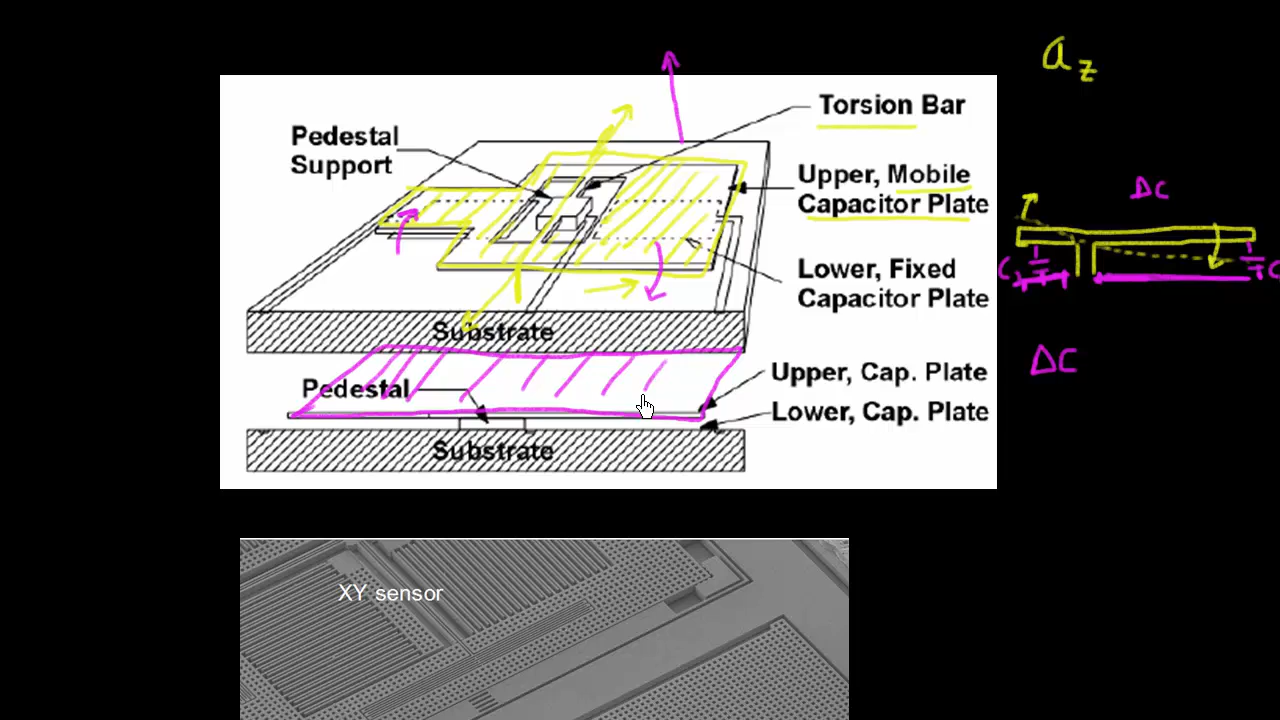 a z
Torsion Bar
Pedestal
Support
Upper, Mobile
Capacitor Plate
ΔC
Lower, Fixed
Capacitor Plate
C
C
Substrate
ΔC
Upper, Cap. Plate
Pedestal
Lower, Cap. Plate
Substrate
XY sensor